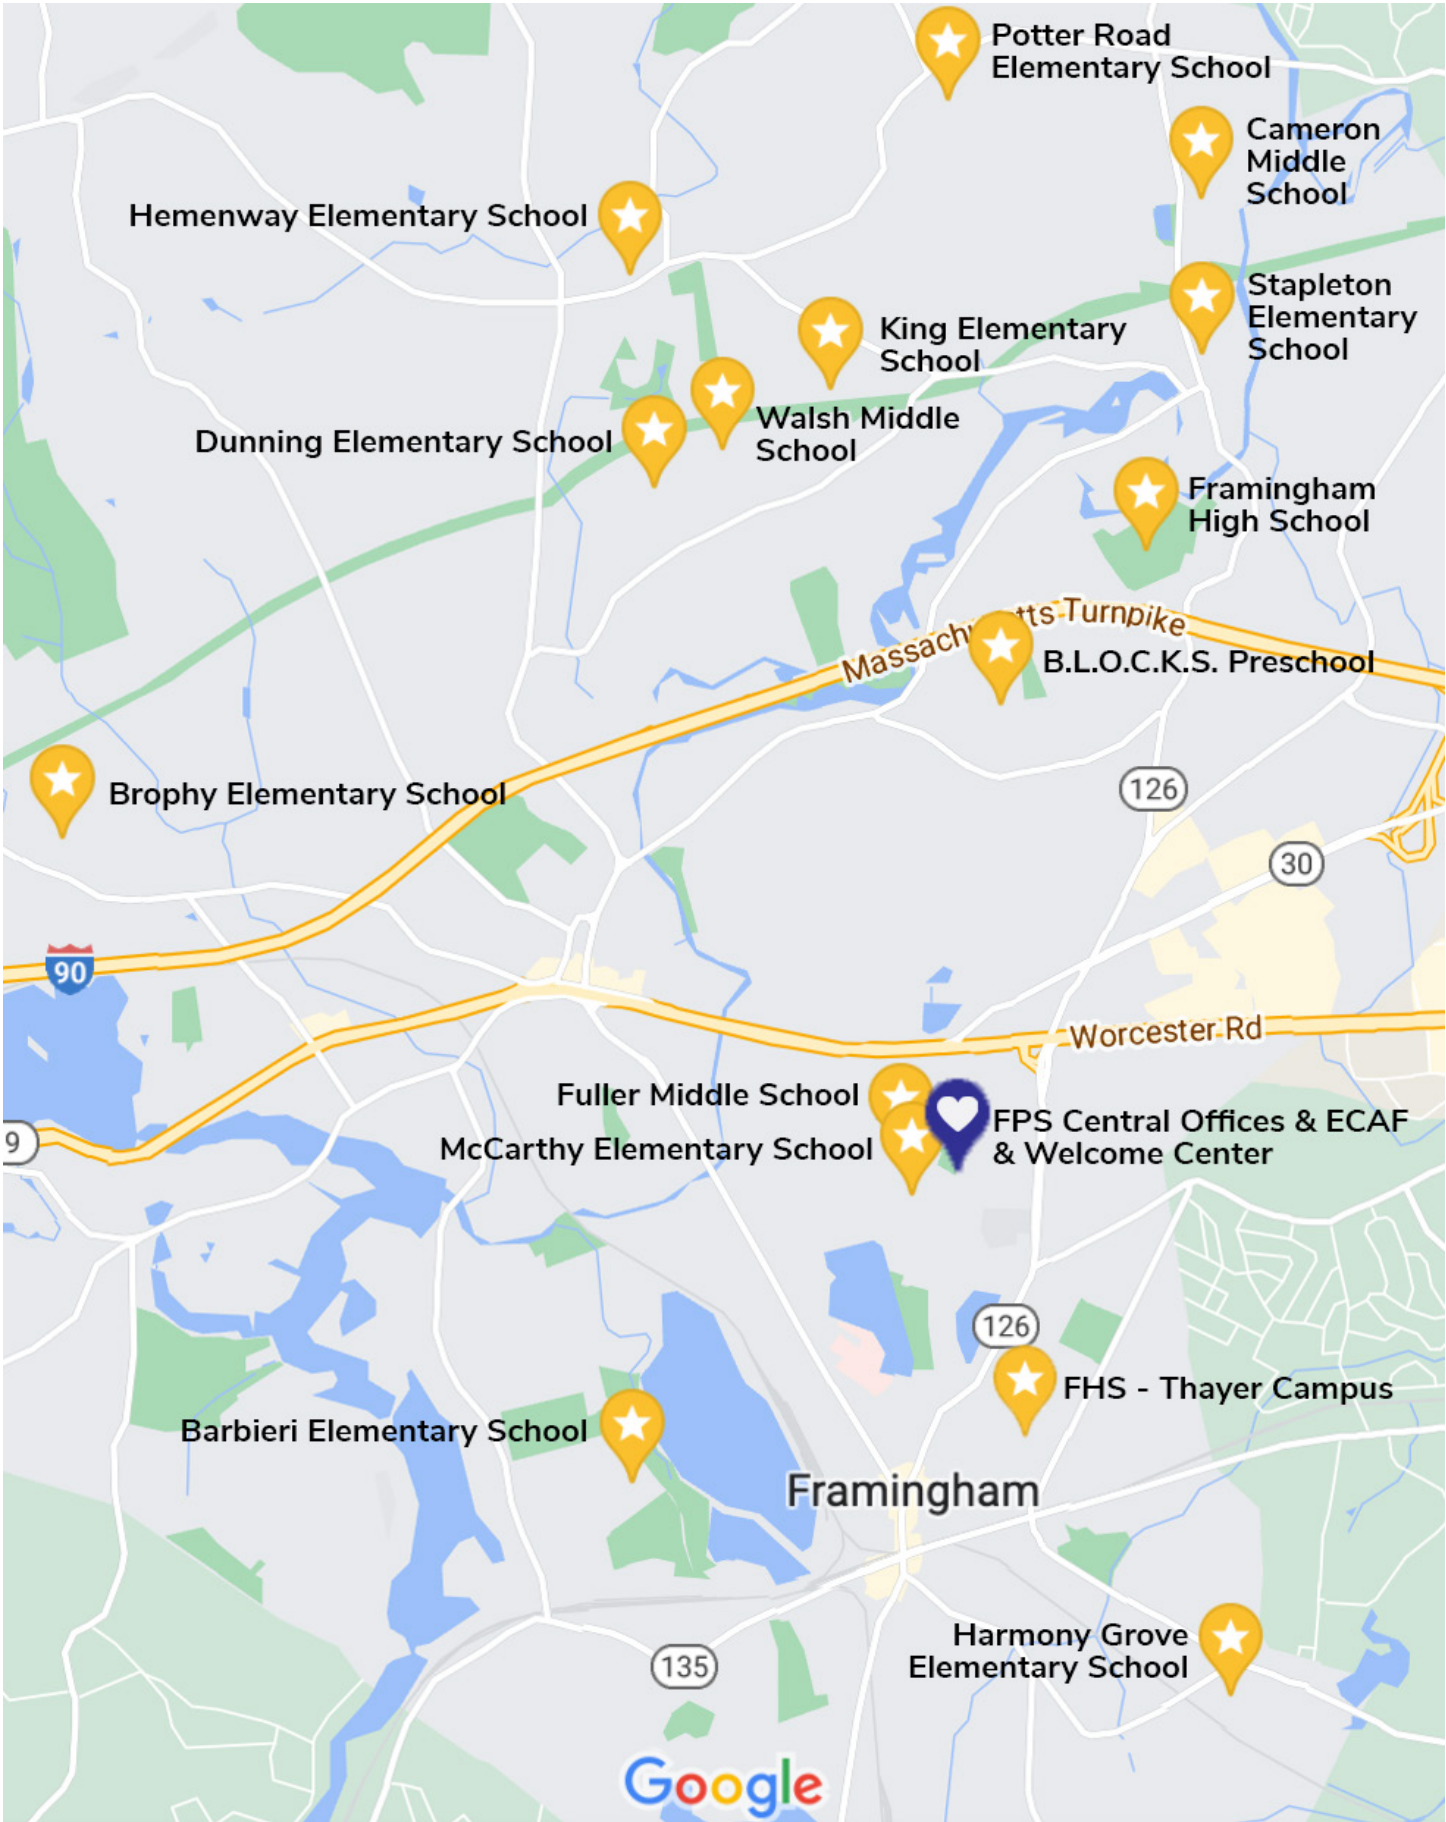 Potter Road
Elementary School
Cameron
Middle
School
Hemenway Elementary School
Stapleton
Elementary
School
King Elementary
School
Walsh Middle
School
Dunning Elementary School
Framingham
High School
Massachu tts Turnpike
B.L.O.C.K.S. Preschool
126
Brophy Elementary School
30
90
Worcester Rd
Fuller Middle School
FPS Central Offices & ECAF
& Welcome Center
9
McCarthy Elementary School
126
FHS - Thayer Campus
Barbieri Elementary School
Framingham
Harmony Grove
Elementary School
135
Google